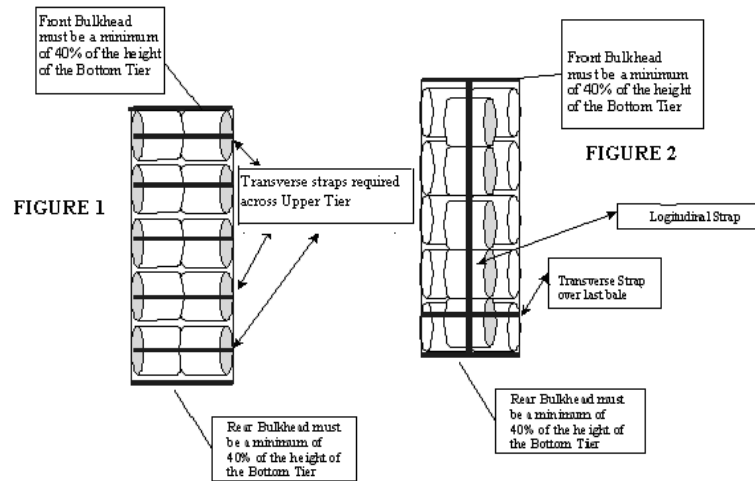 Front Bulkhead
must be a minimum
of 40% of the height
of the Bottom Tier
Front Bulkhead
must be a minimum
of 40% of the height
of the Bottom Tier
FIGURE 2
Transverse straps required
across Upper Tier
FIGURE 1
Logitudinal Strap
Transverse Strap
over last bale
Rear Bulkhead must
be a minimum of
40% of the height of
the Bottom Tier
Rear Bulkhead must
be a minimum of
40% of the height of
the Bottom Tier